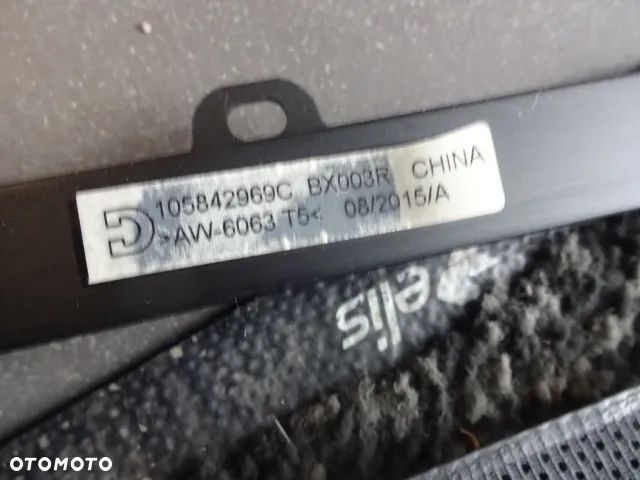 105842969C BX003R CHINA
>AW-6063 T5< 08/2015/A
elis
OTOMOTO